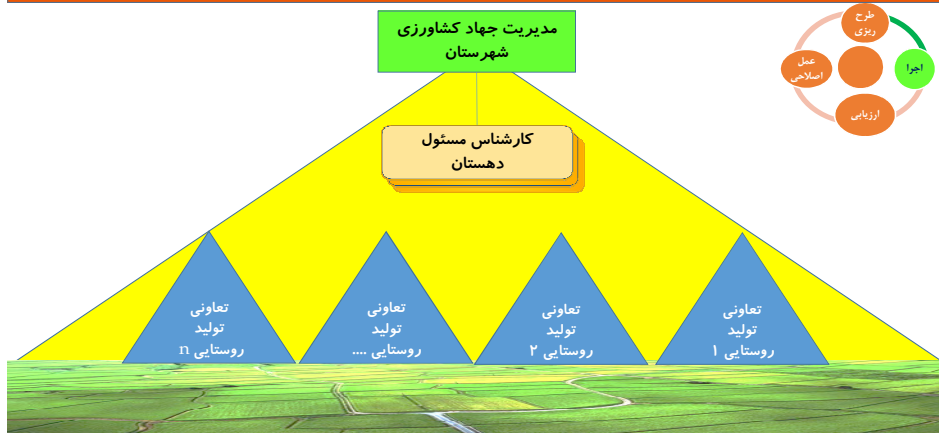 مدیریت جهاد کشاورزی
شهرستان
کارشناس مسئول
دهستان
طرح
ریزی
اجرا
ارزیابی
عمل
اصلاحی
تعاونی
تولید
روستایی ۱
تعاونی
تولید
روستایی ۲
تعاونی
تولید
روستایی ....
تعاونی
تولید
روستایی n